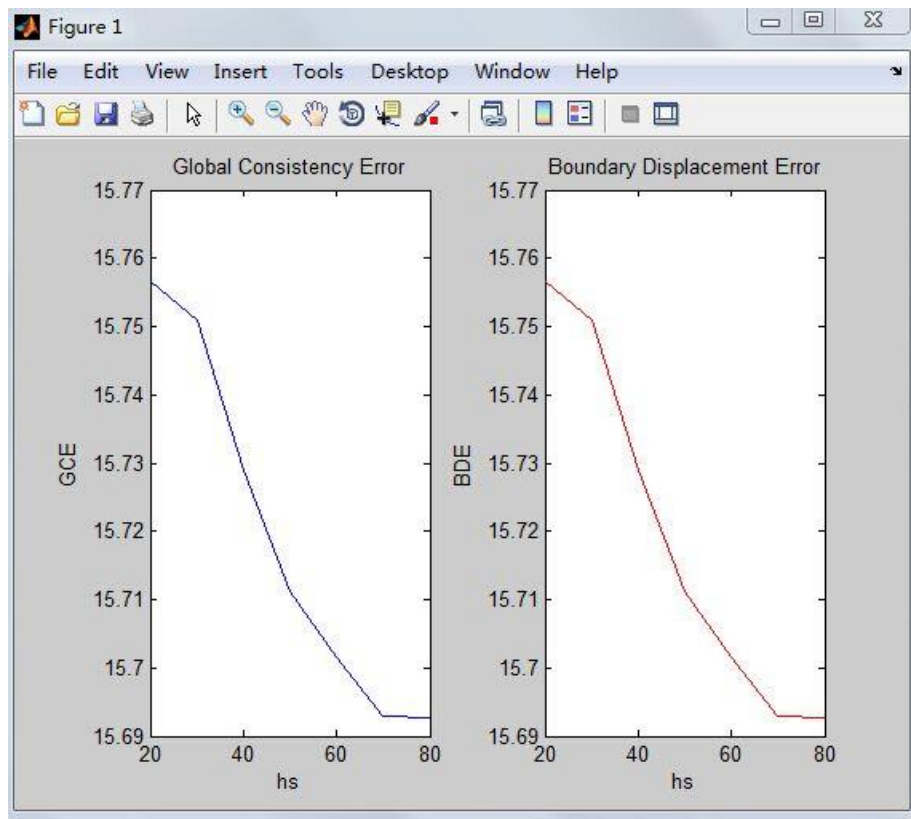 Figure 1
File Edit View Insert Tools Desktop Window Help
Global Consistency Error
15.77
15.76
15.75
15.74
15.73
15.72
15.71
15.7
15.69
GCE
20 40 60 80
hs
Boundary Displacement Error
15.77
15.76
15.75
15.74
15.73
15.72
15.71
15.7
15.69
BDE
20 40 60 80
hs